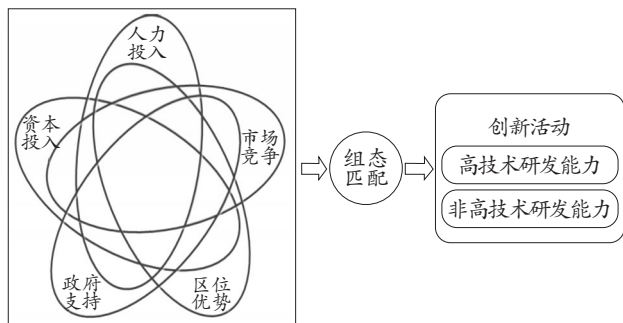 人力
投入
资本
投入
市场
竞争
政府
支持
区位
优势
组态
匹配
创新活动
高技术研发能力
非高技术研发能力